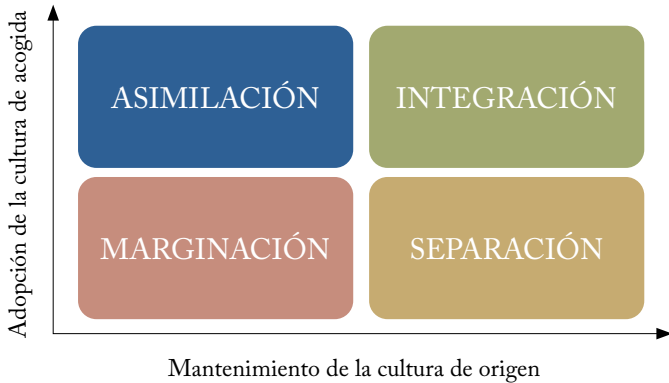 Adopción de la cultura de acogida
ASIMILACIÓN
INTEGRACIÓN
MARGINACIÓN
SEPARACIÓN
Mantenimiento de la cultura de origen